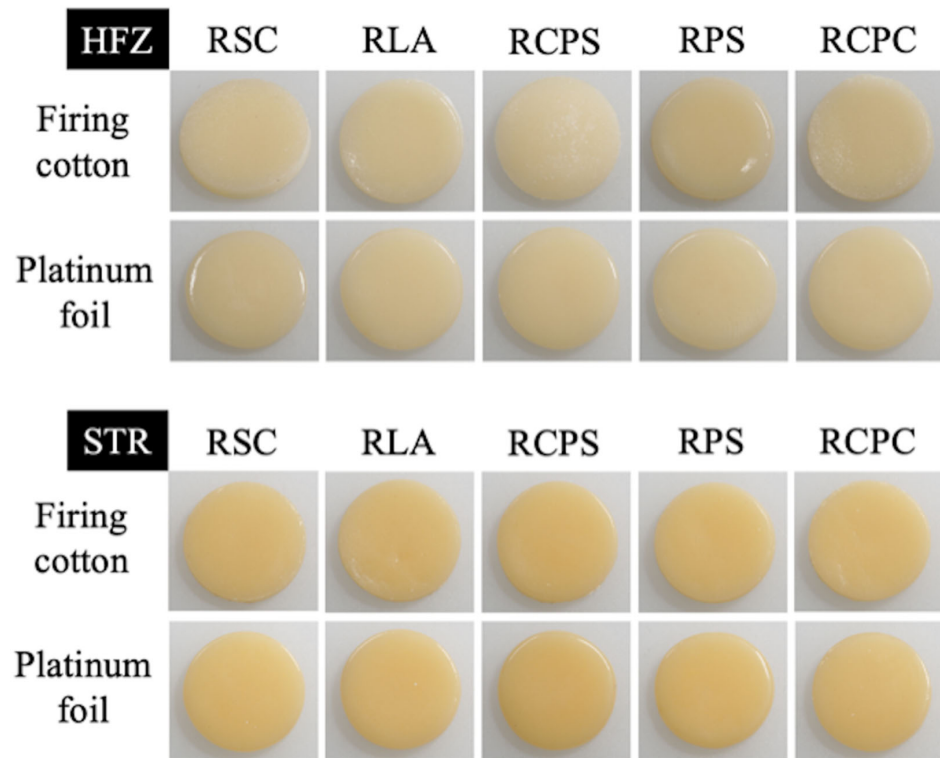 HFZ RSC RLA RCPS RPS RCPC
Firing
cotton
Platinum
foil
STR RSC RLA RCPS RPS RCPC
Firing
cotton
Platinum
foil